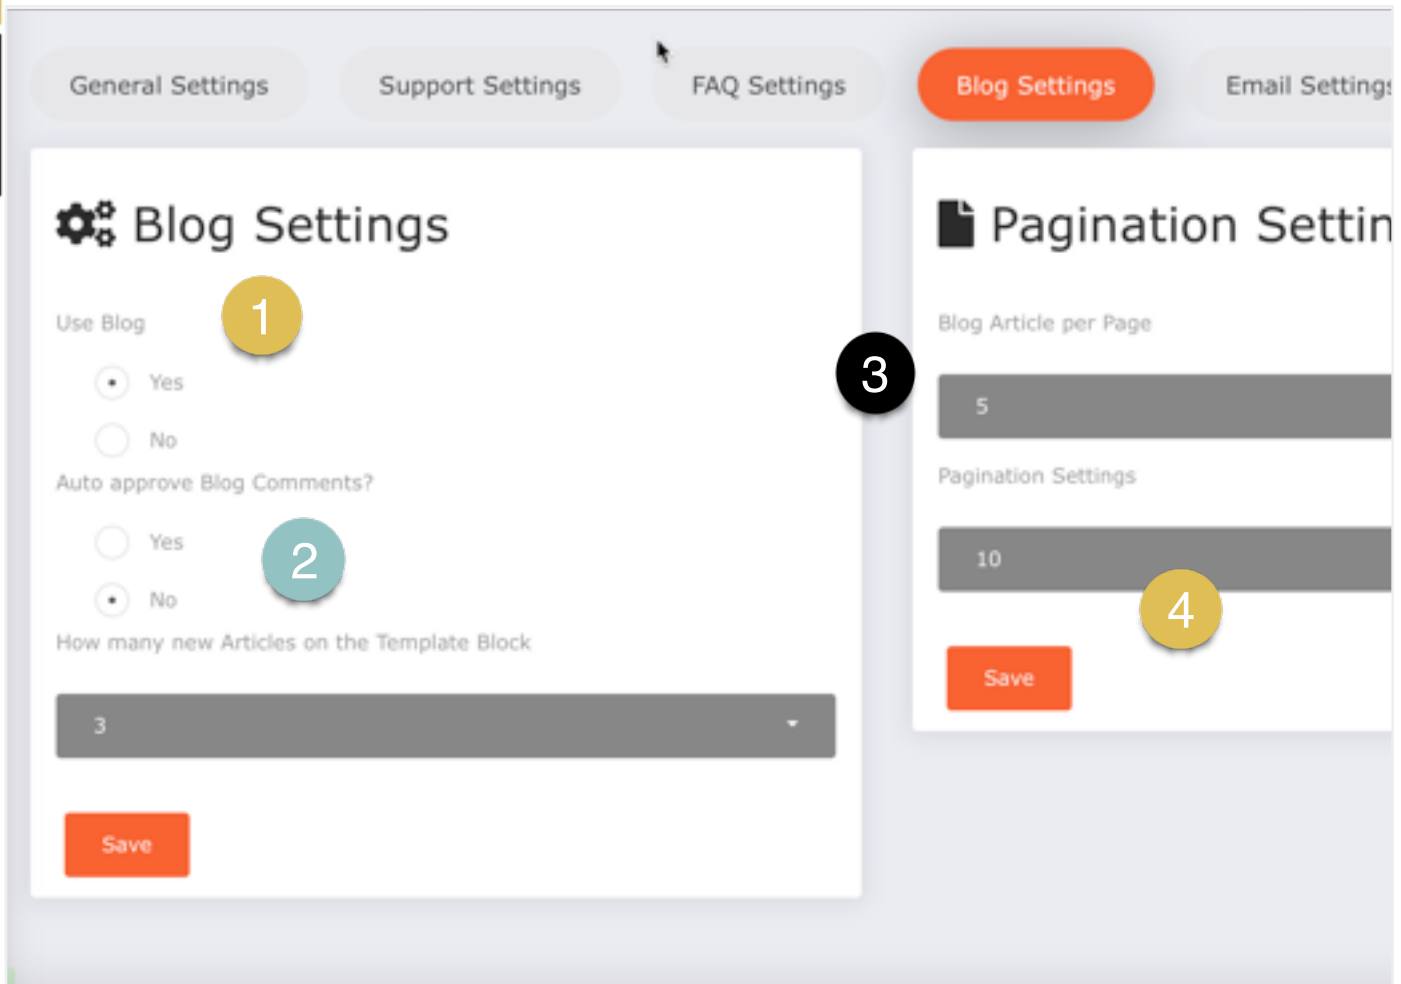 General Settings
Support Settings
FAQ Settings
Blog Settings
Email Settings
Blog Settings
1
Use Blog
Yes
No
Auto approve Blog Comments?
Yes
2
No
How many new Articles on the Template Block
3
Save
3
Pagination Settin
Blog Article per Page
5
Pagination Settings
10
4
Save